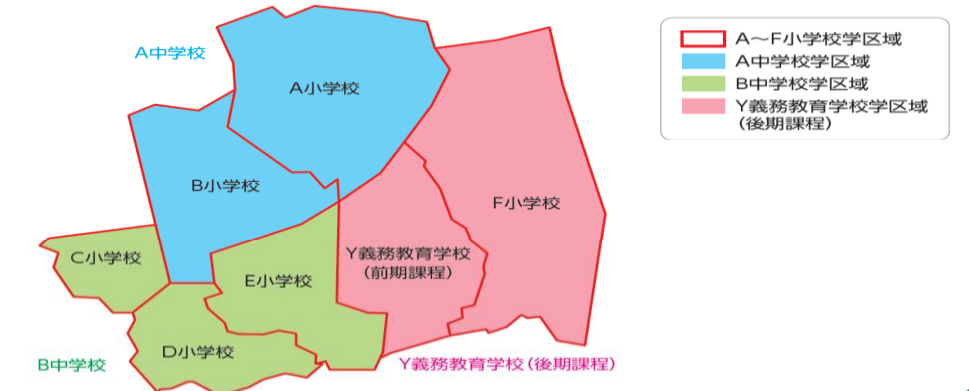 A中学校
A小学校
B小学校
F小学校
C小学校
Y義務教育学校
(前期課程)
E小学校
D小学校
B中学校
Y義務教育学校(後期課程)
A～F小学校学区域
A中学校学区域
B中学校学区域
Y義務教育学校学区域
(後期課程)